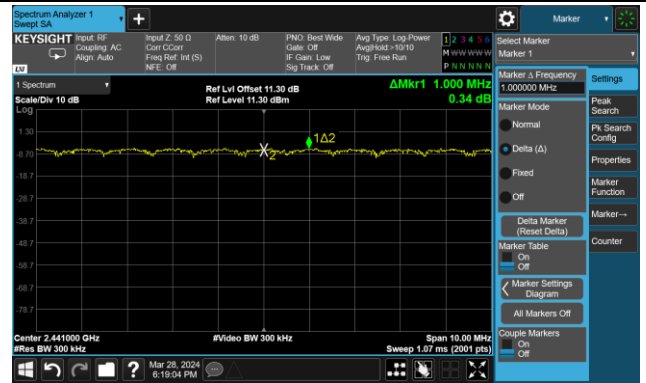 Spectrum Analyzer 1
Swept SA
Marker
KEYSIGHT
Input: RF
Coupling: AC
Align: Auto
Input Z: 50 Ω
Corr CCorr
Freq Ref: Int (S)
NFE: Off
Atten: 10 dB
PNO: Best Wide
Gate: Off
IF Gain: Low
Sig Track: Off
Avg Type: Log-Power
Avg|Hold:>10/10
Trig: Free Run
1 2 3 4 5 6
M W W W W W
P N N N N N
LXI
Select Marker
Marker 1
1 Spectrum
Scale/Div 10 dB
Log
Ref Lvl Offset 11.30 dB
Ref Level 11.30 dBm
ΔMkr1 1.000 MHz
0.34 dB
1.30
-8.70
-18.7
-28.7
-38.7
-48.7
-58.7
-68.7
-78.7
1Δ2
2
Center 2.441000 GHz
#Res BW 300 kHz
#Video BW 300 kHz
Span 10.00 MHz
Sweep 1.07 ms (2001 pts)
Marker Δ Frequency
1.000000 MHz
Marker Mode
Normal
Delta (Δ)
Fixed
Off
Delta Marker
(Reset Delta)
Marker Table
On
Off
Marker Settings
Diagram
All Markers Off
Couple Markers
On
Off
Settings
Peak
Search
Pk Search
Config
Properties
Marker
Function
Marker→
Counter
?
Mar 28, 2024
6:19:04 PM